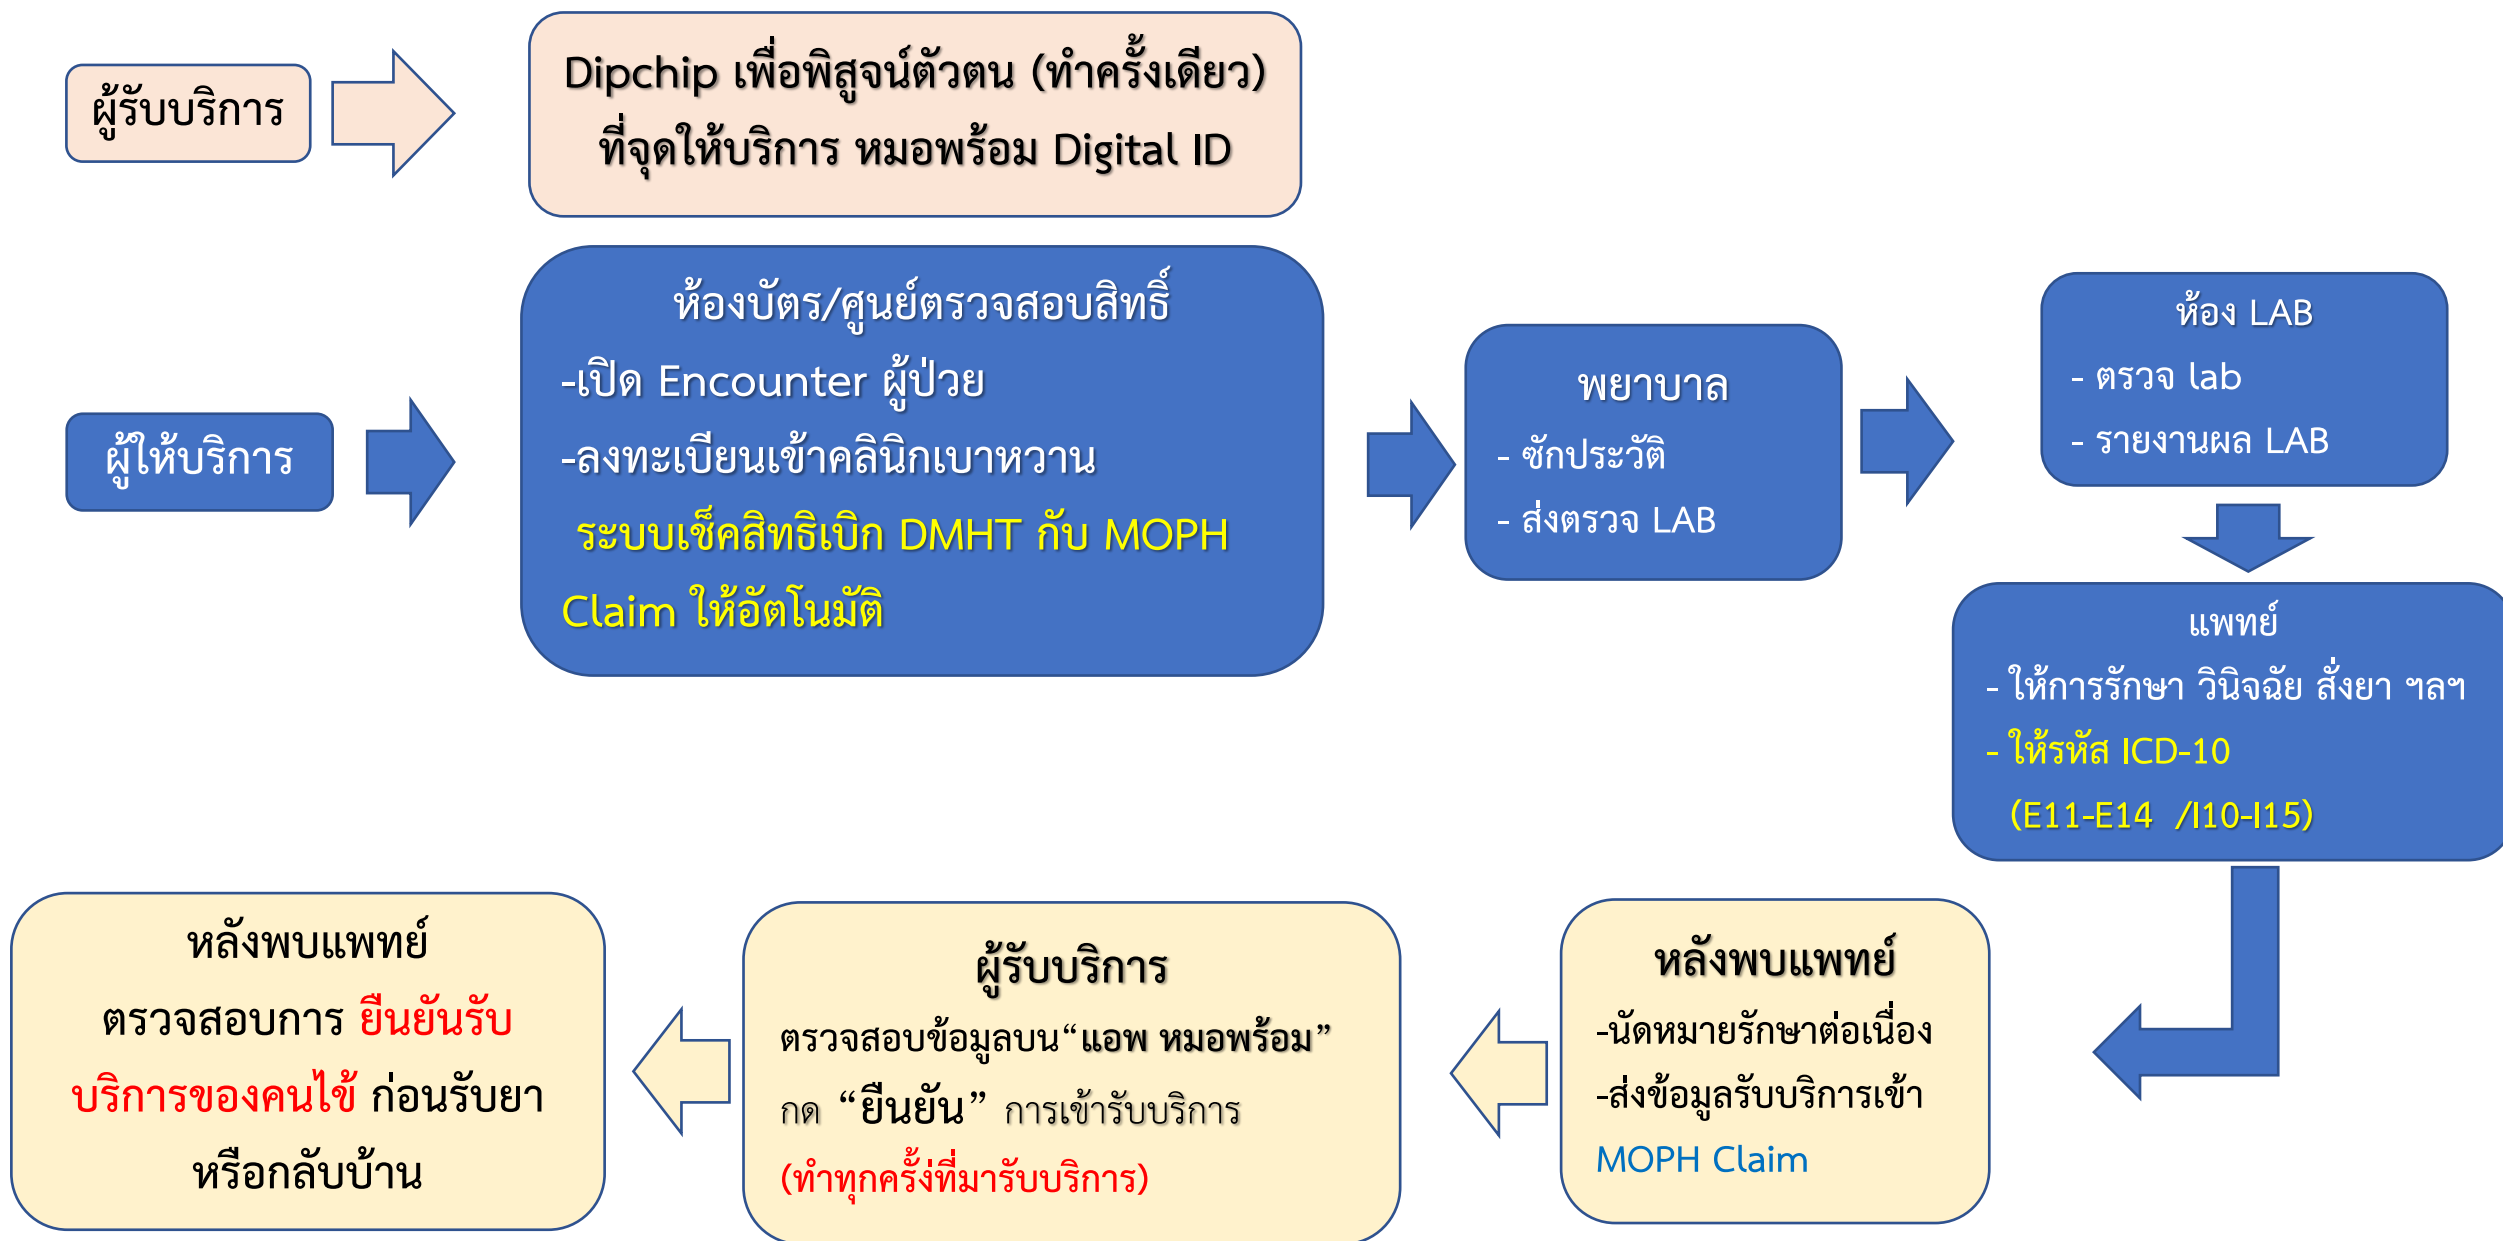 ผู้รับบริการ
Dipchip เพื่อพิสูจน์ตัวตน (ทำครั้งเดียว)
ที่จุดให้บริการ หมอพร้อม Digital ID
ผู้ให้บริการ
ห้องบัตร/ศูนย์ตรวจสอบสิทธิ์
-เปิด Encounter ผู้ป่วย
-ลงทะเบียนเข้าคลินิกเบาหวาน
ระบบเช็คสิทธิเบิก DMHT กับ MOPH
Claim ให้อัตโนมัติ
พยาบาล
- ซักประวัติ
- ส่งตรวจ LAB
ห้อง LAB
- ตรวจ lab
- รายงานผล LAB
แพทย์
- ให้การรักษา วินิจฉัย สั่งยา ฯลฯ
- ให้รหัส ICD-10
(E11-E14 /I10-I15)
หลังพบแพทย์
-นัดหมายรักษาต่อเนื่อง
-ส่งข้อมูลรับบริการเข้า
MOPH Claim
ผู้รับบริการ
ตรวจสอบข้อมูลบน“แอพ หมอพร้อม”
กด “ยืนยัน” การเข้ารับบริการ
(ทำทุกครั้งที่มารับบริการ)
หลังพบแพทย์
ตรวจสอบการ ยืนยันรับ
บริการของคนไข้ ก่อนรับยา
หรือกลับบ้าน